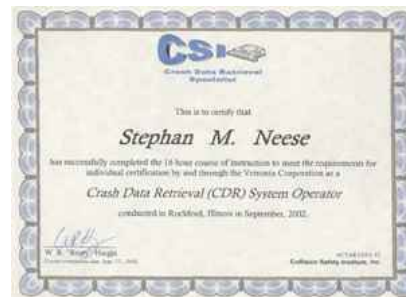 CSI
Crash Data Retrieval
Specialist
This is to certify that
Stephan M. Neese
has successfully completed the 16 hour course of instruction to meet the requirements for
individual certification by and through the Vetronix Corporation as a
Crash Data Retrieval (CDR) System Operator
conducted in Rockford, Illinois in September, 2002.
W. R. "Rusty" Haight
Collision Safety Institute, Inc.